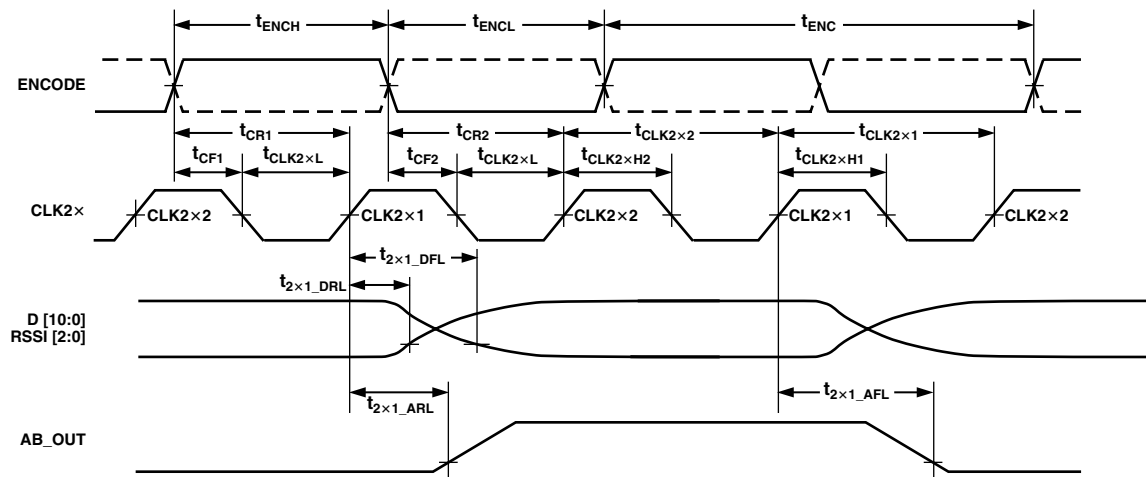 tENCH tENCL tENC
ENCODE
tCR1 tCR2 tCLK2×2 tCLK2×1
tCF1 tCLK2×L tCF2 tCLK2×L tCLK2×H2 tCLK2×H1
CLK2× CLK2×2 CLK2×1 CLK2×2 CLK2×1 CLK2×2
t2×1_DFL
t2×1_DRL
D [10:0]
RSSI [2:0]
t2×1_ARL t2×1_AFL
AB_OUT